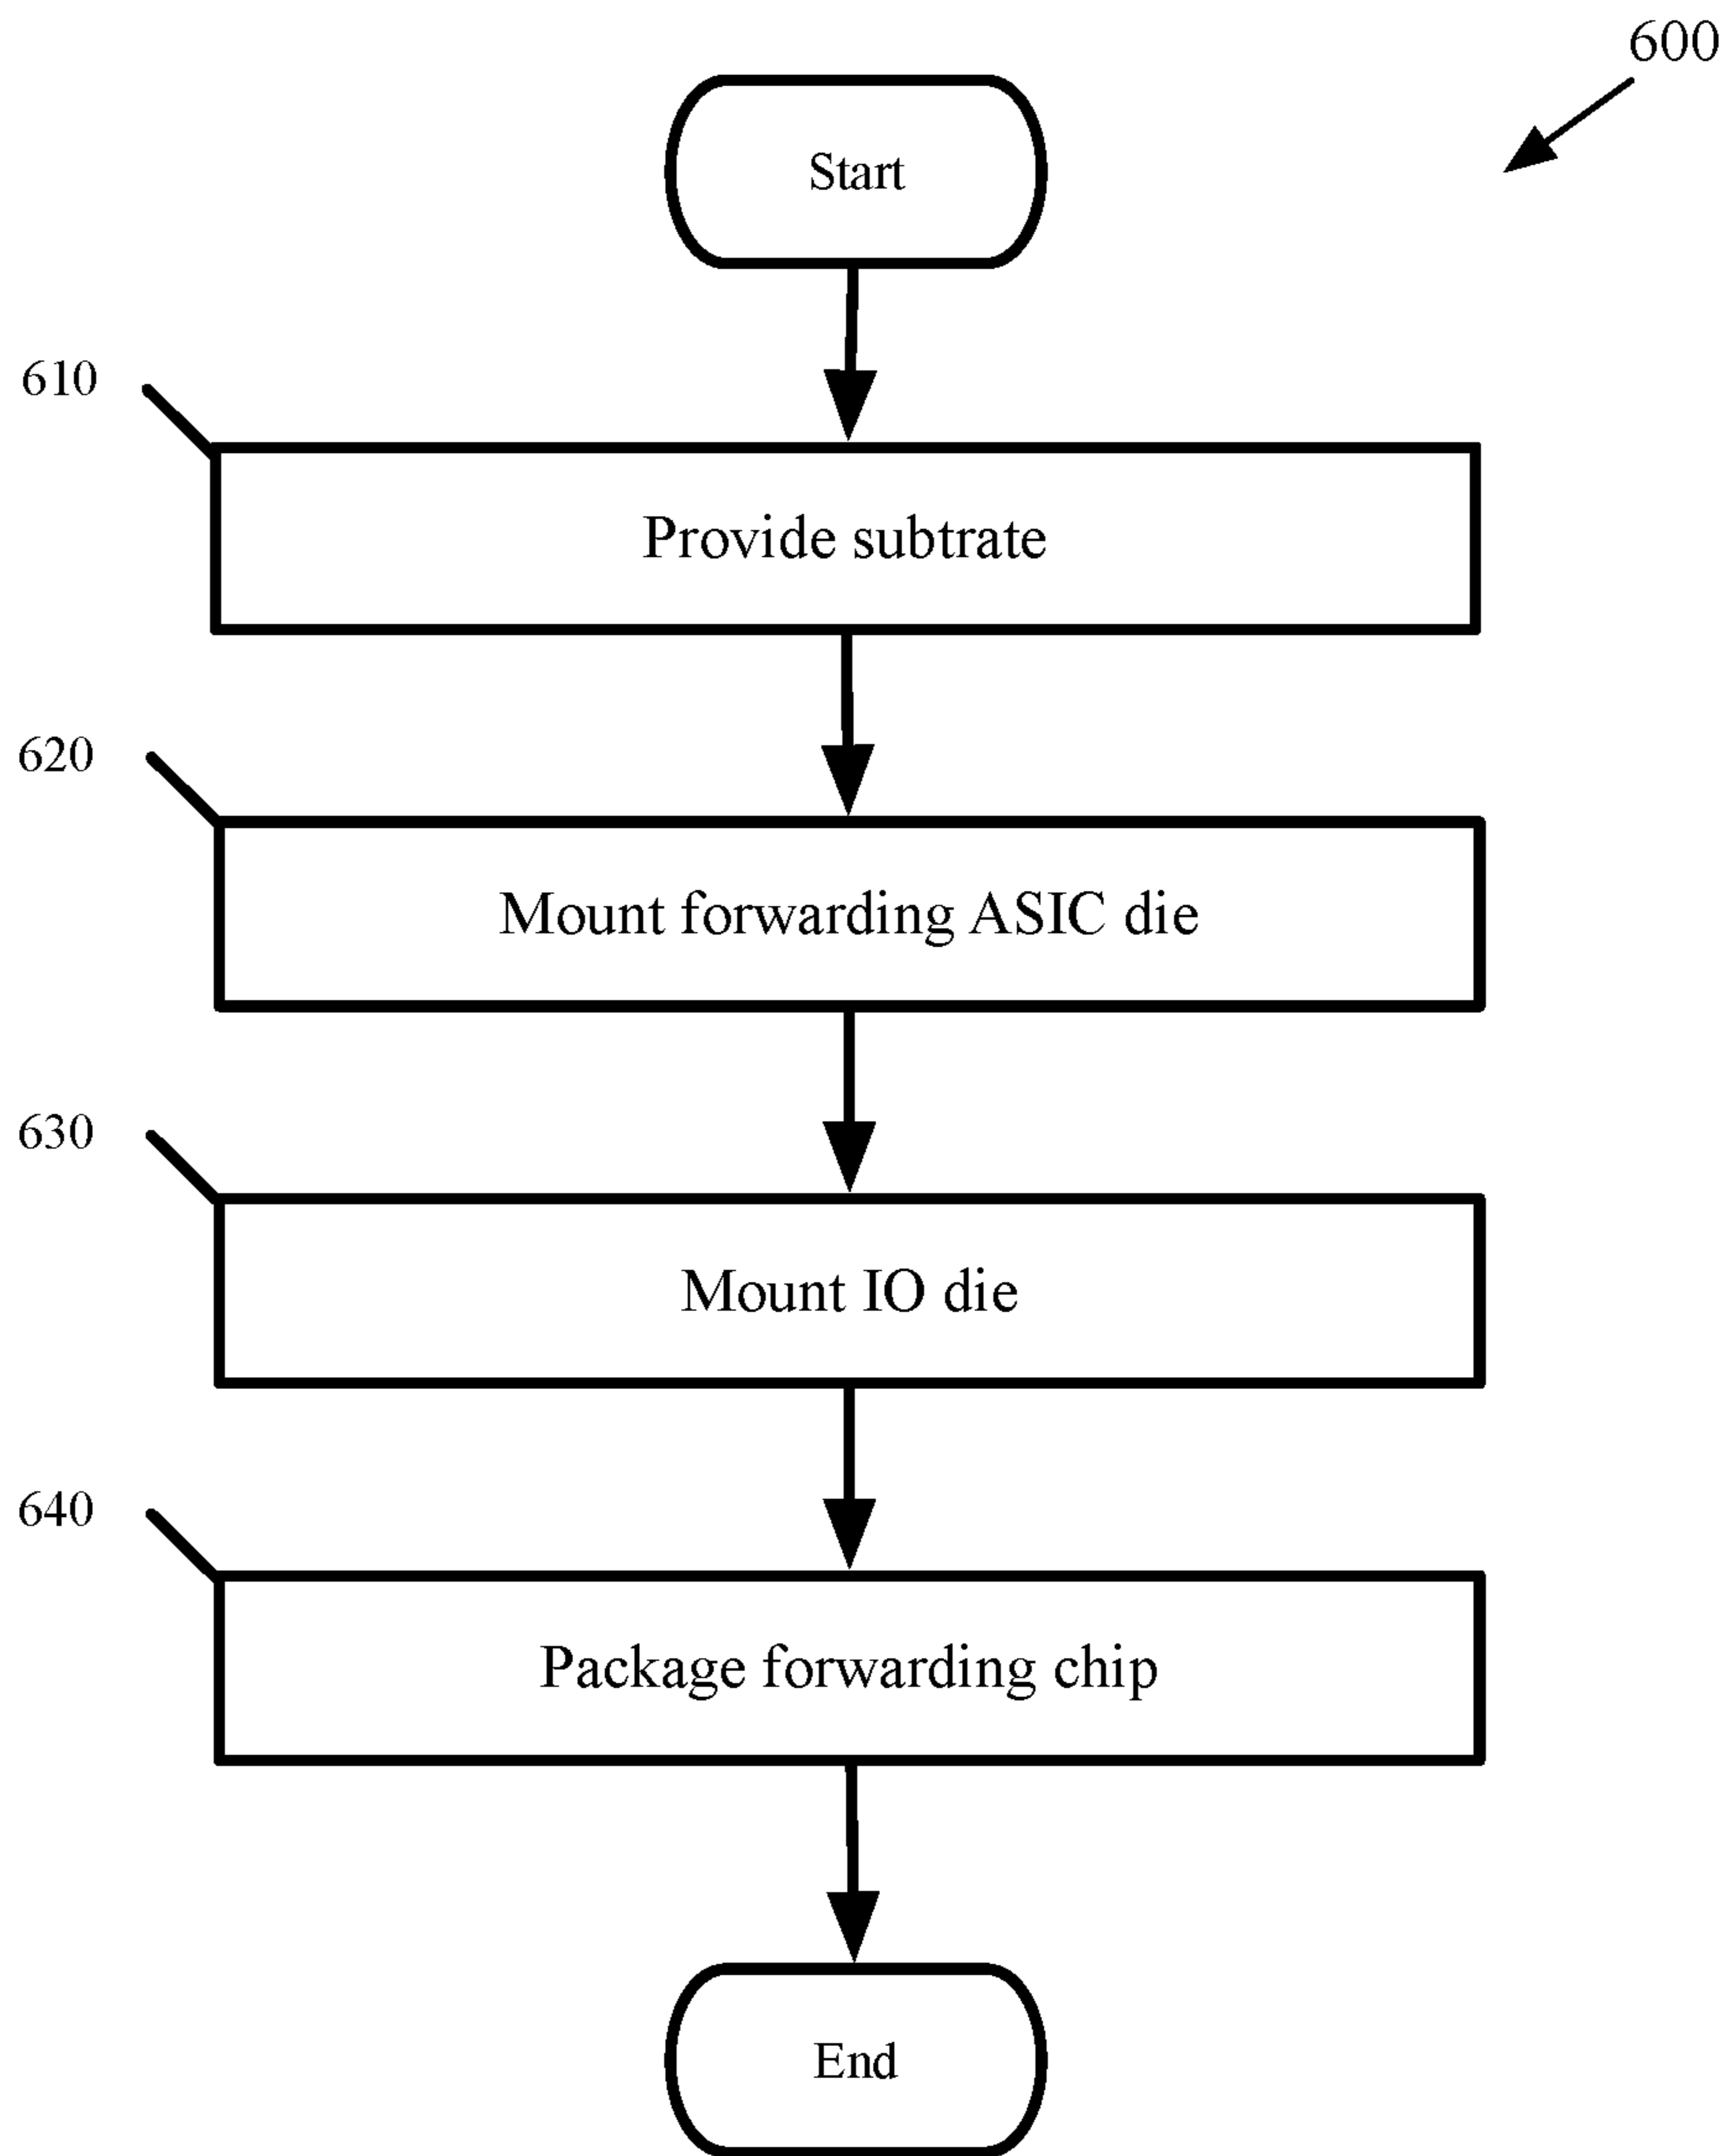 600
Start
610
Provide subtrate
620
Mount forwarding ASIC die
630
Mount IO die
640
Package forwarding chip
End